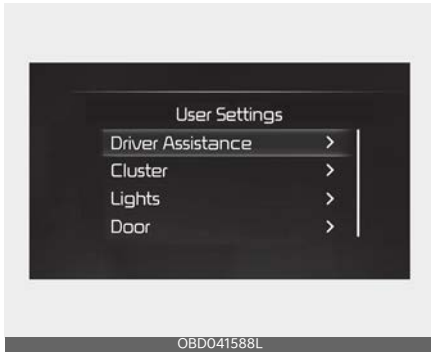 User Settings
Driver Assistance >
Cluster >
Lights >
Door >
OBD041588L